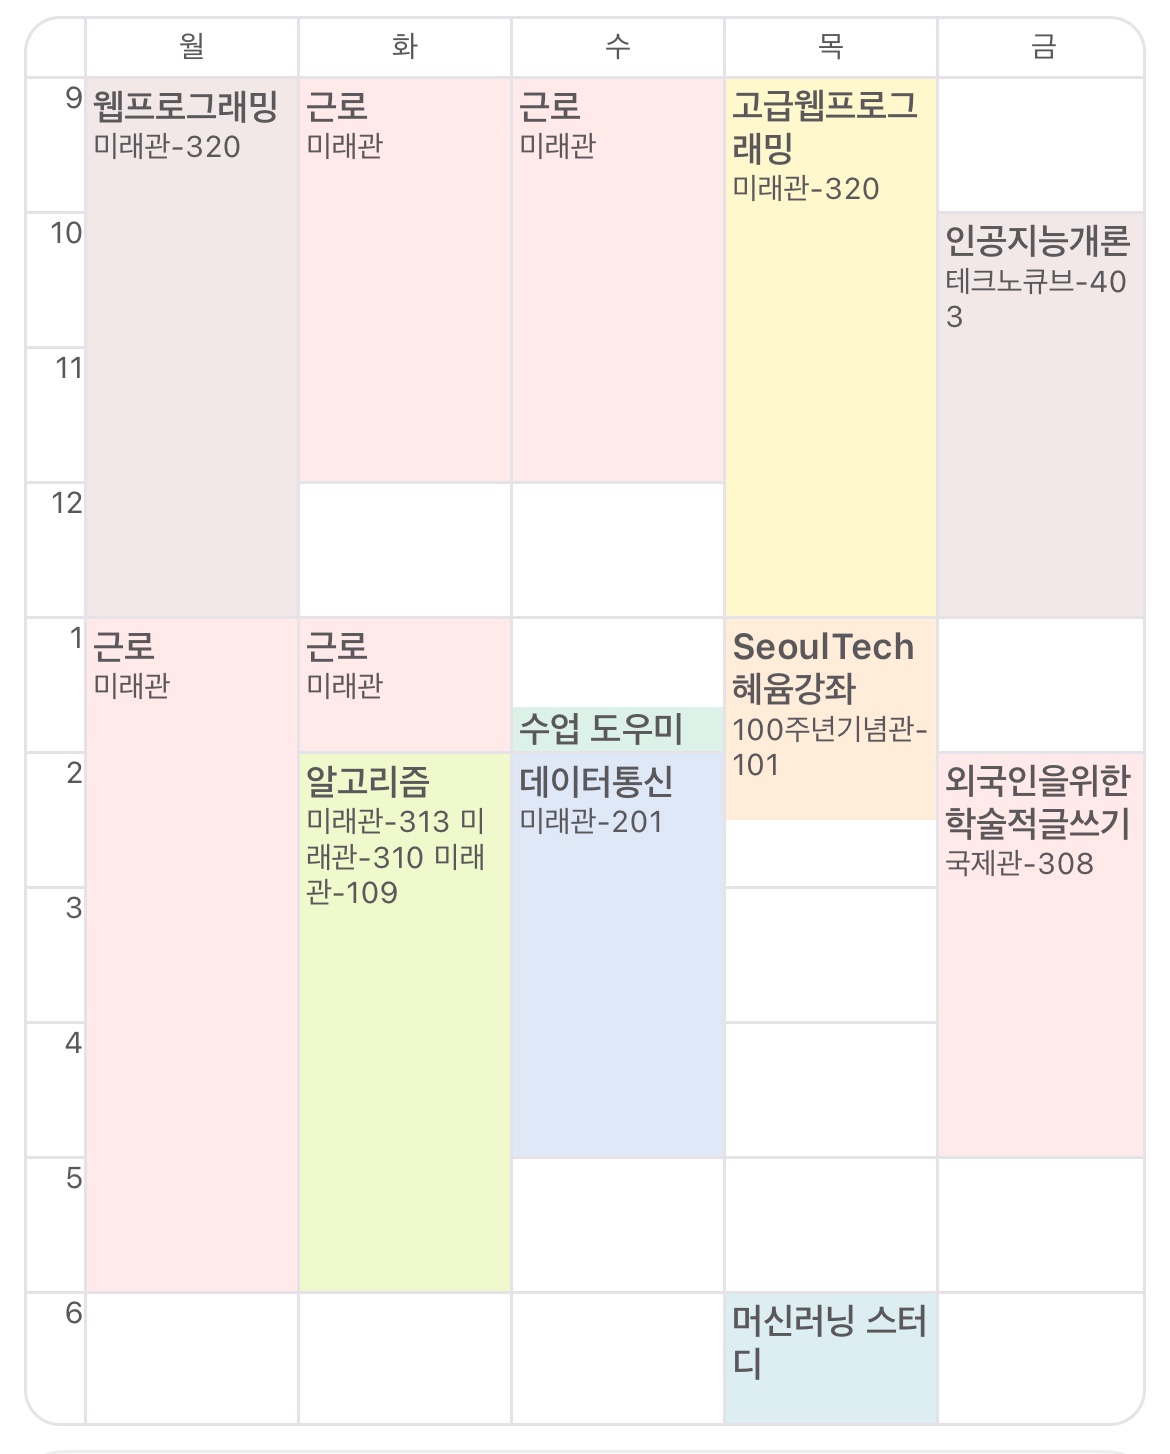 월 화 수 목 금
9
웹프로그래밍
미래관-320
근로
미래관
근로
미래관
고급웹프로그
래밍
미래관-320
10
인공지능개론
테크노큐브-40
3
11
12
1
근로
미래관
근로
미래관
SeoulTech
혜윰강좌
100주년기념관-
101
수업 도우미
2
알고리즘
미래관-313 미
래관-310 미래
관-109
데이터통신
미래관-201
외국인을위한
학술적글쓰기
국제관-308
3
4
5
6
머신러닝 스터
디